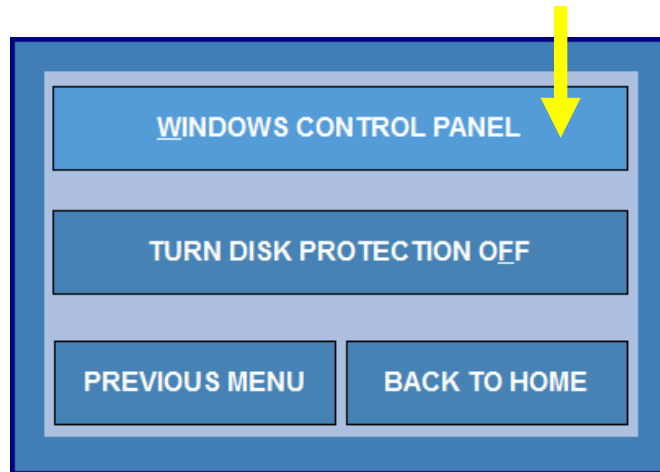 WINDOWS CONTROL PANEL
TURN DISK PROTECTION OFF
PREVIOUS MENU
BACK TO HOME